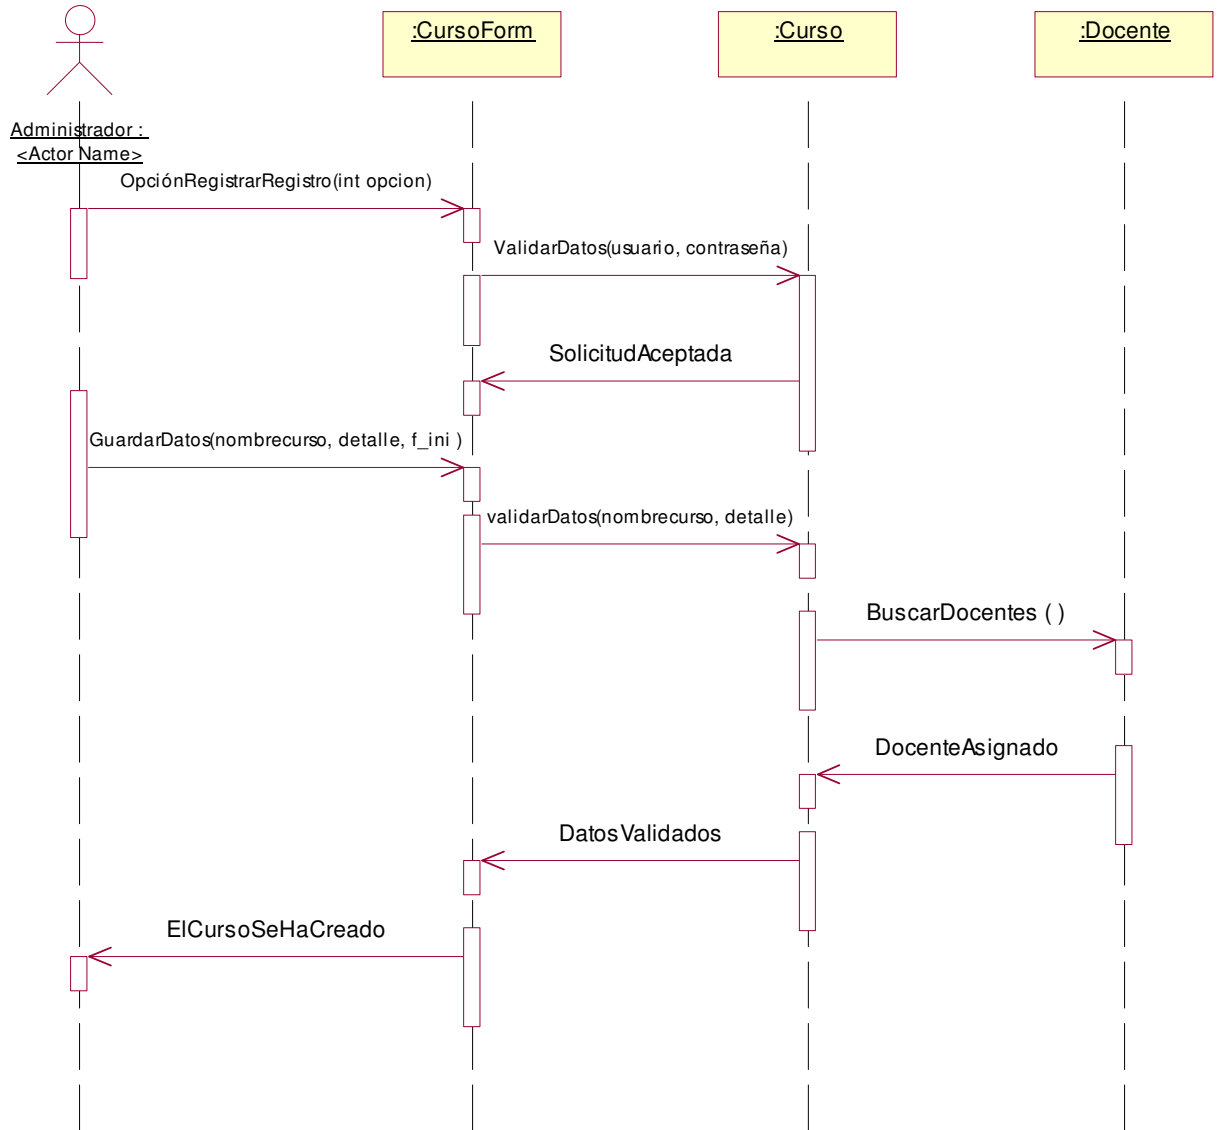 :CursoForm
:Curso
:Docente
Administrador :
<Actor Name>
OpciónRegistrarRegistro(int opcion)
ValidarDatos(usuario, contraseña)
SolicitudAceptada
GuardarDatos(nombrecurso, detalle, f_ini )
validarDatos(nombrecurso, detalle)
BuscarDocentes ( )
DocenteAsignado
DatosValidados
ElCursoSeHaCreado